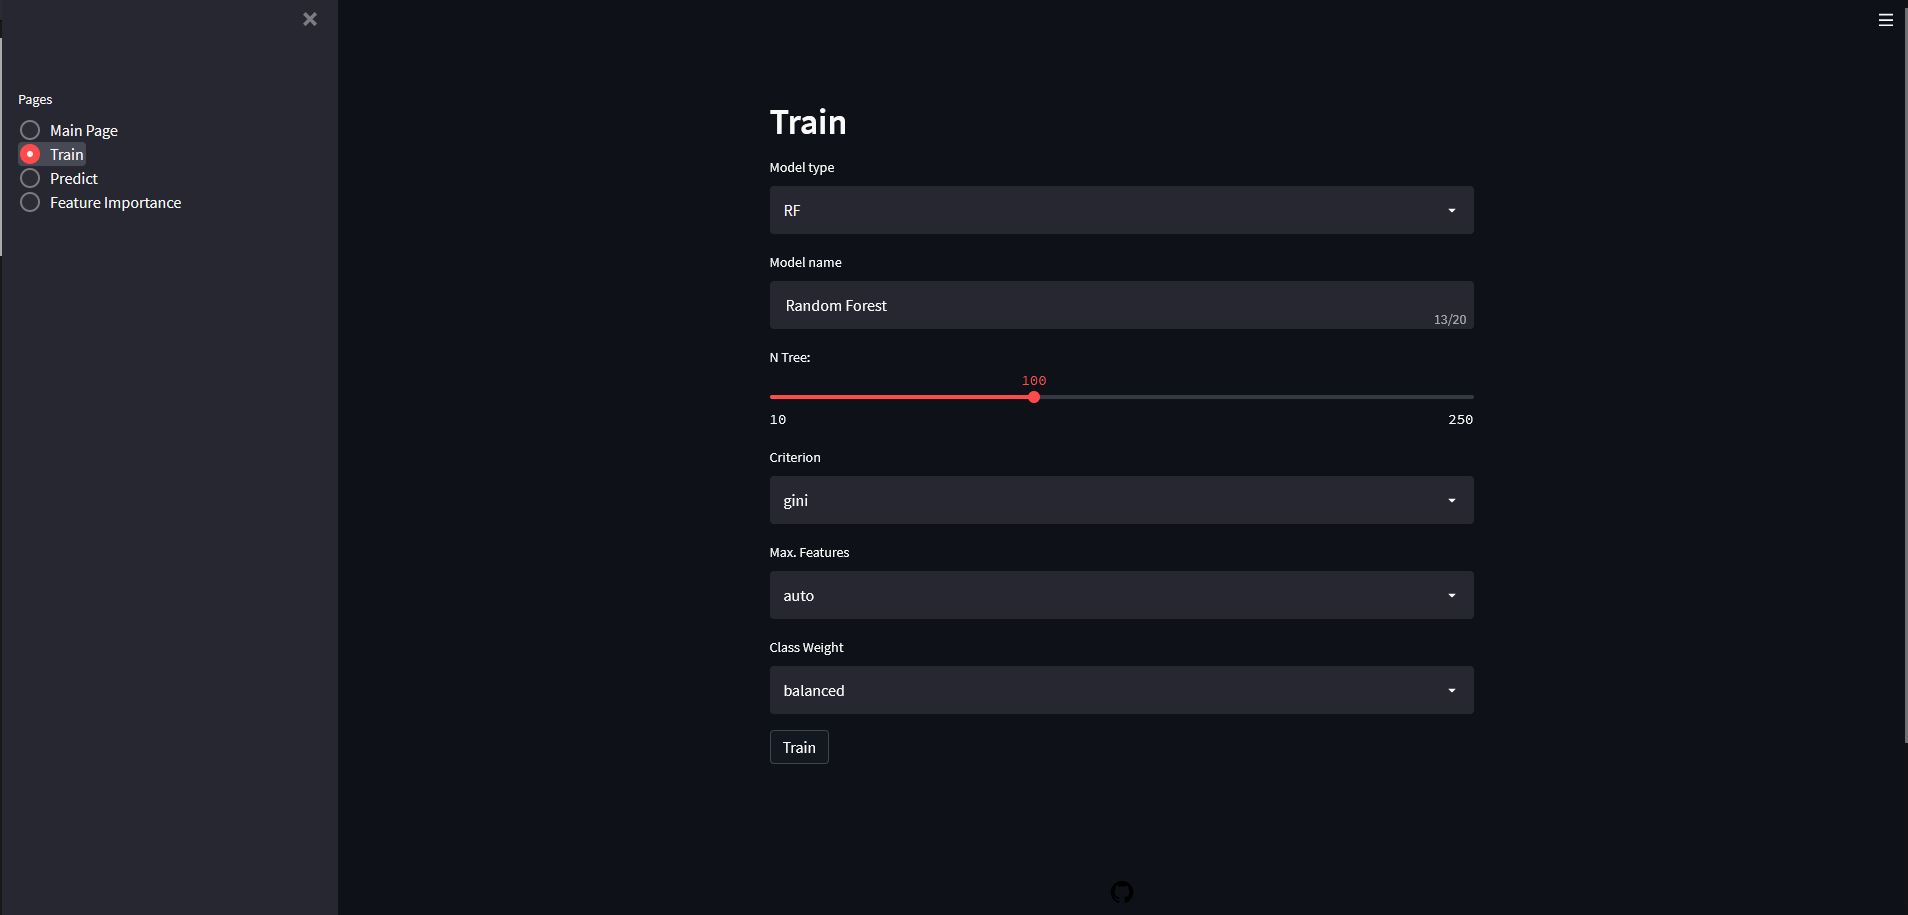 Pages
Main Page
Train
Predict
Feature Importance
Train
Model type
RF
Model name
Random Forest
13/20
N Tree:
100
10 250
Criterion
gini
Max. Features
auto
Class Weight
balanced
Train